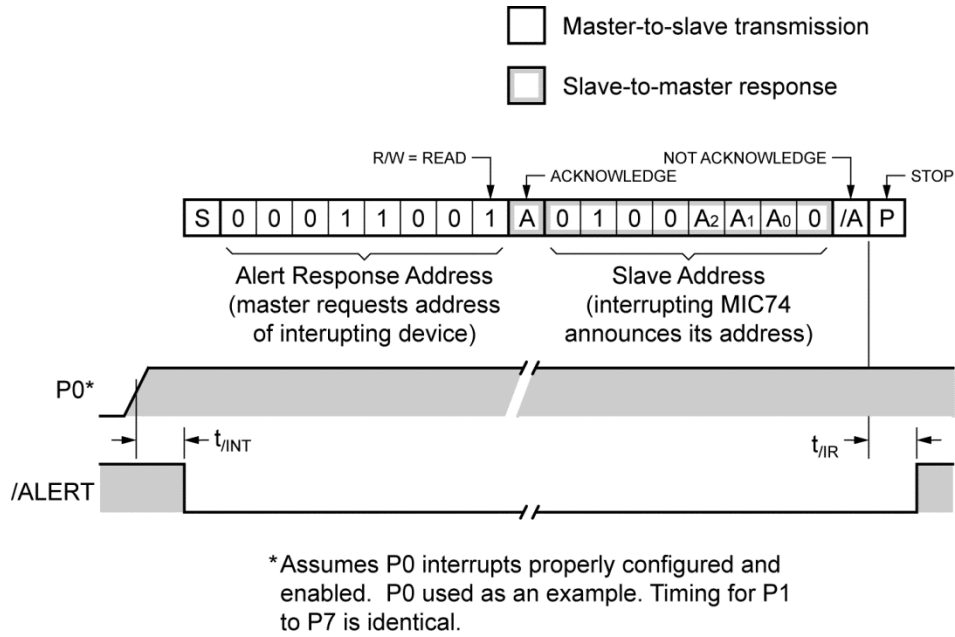 Master-to-slave transmission
Slave-to-master response
R/W = READ
ACKNOWLEDGE
NOT ACKNOWLEDGE
STOP
S 0 0 0 1 1 0 0 1 A 0 1 0 0 A2 A1 A0 0 /A P
Alert Response Address
(master requests address
of interupting device)
Slave Address
(interrupting MIC74
announces its address)
P0*
t/INT
t/IR
/ALERT
*Assumes P0 interrupts properly configured and
enabled. P0 used as an example. Timing for P1
to P7 is identical.